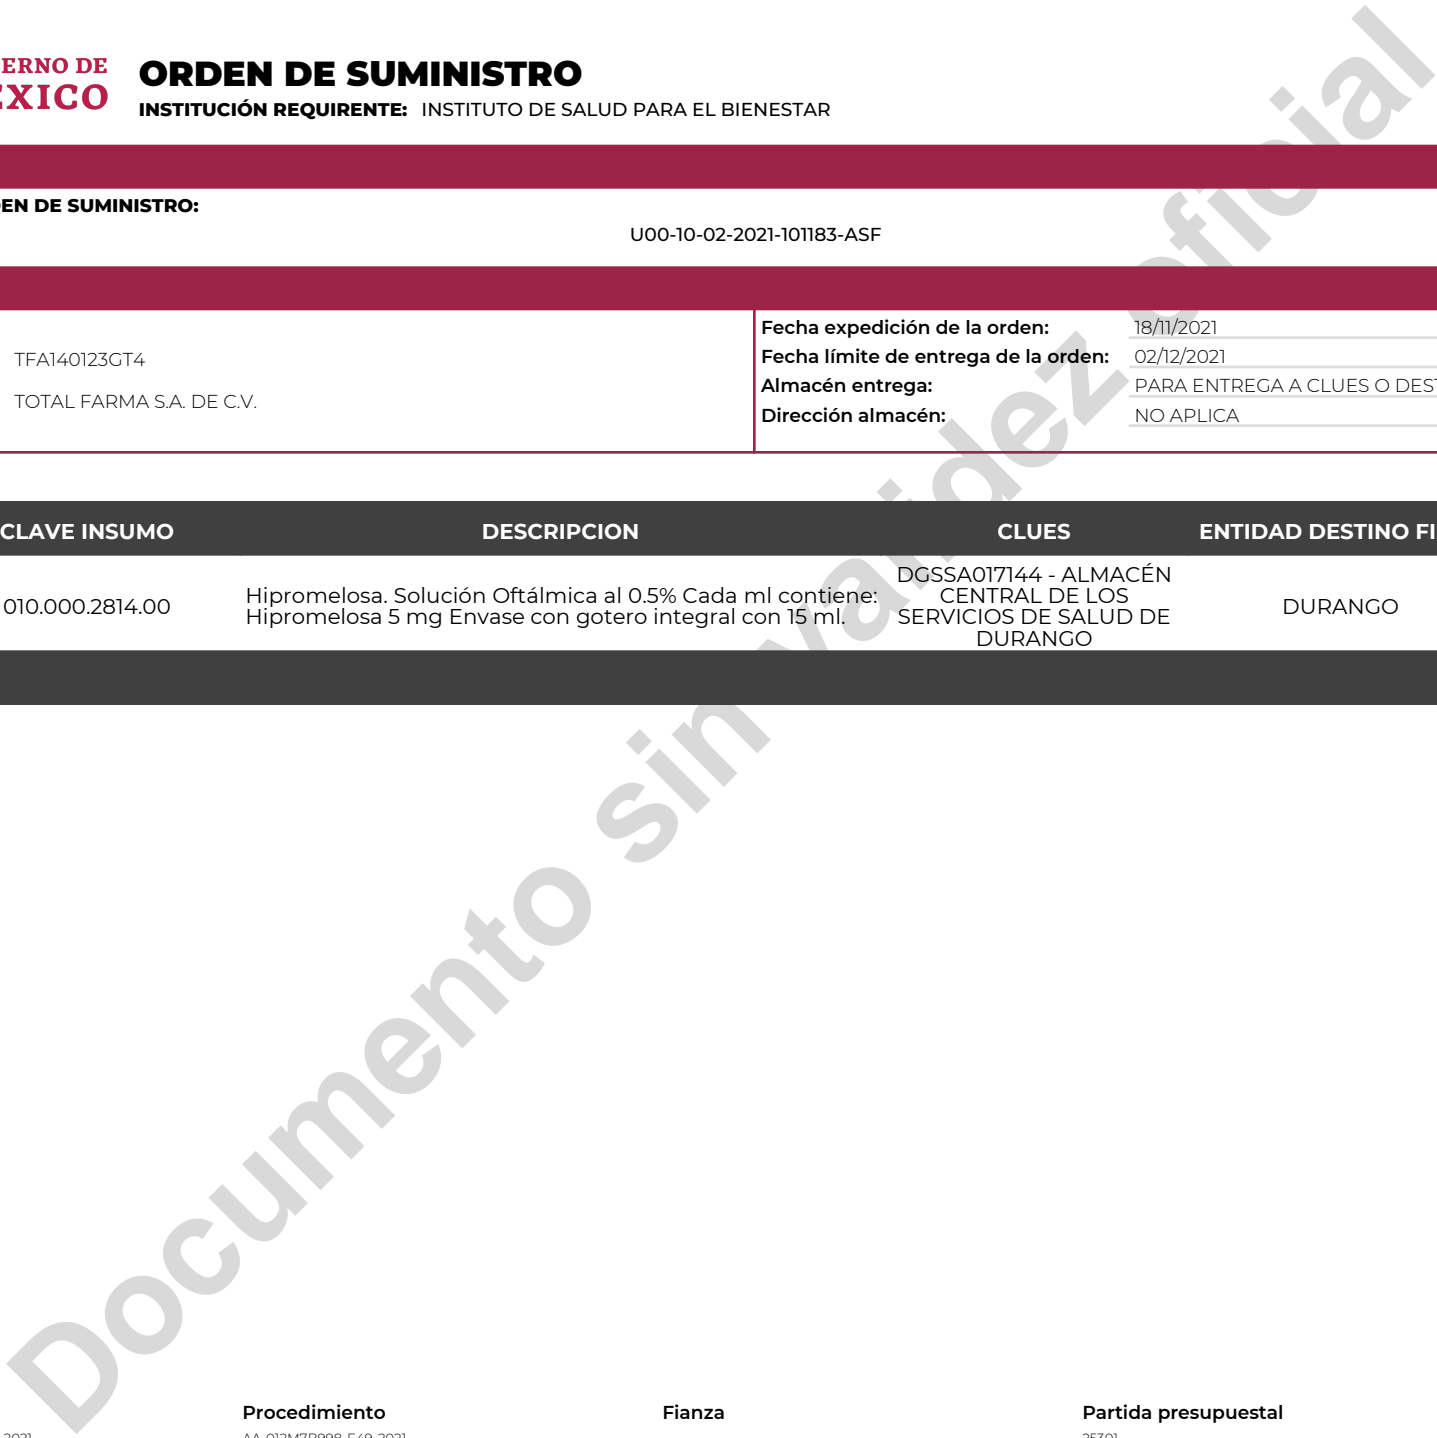 ERNO DE
ÉXICO
ORDEN DE SUMINISTRO
INSTITUCIÓN REQUIRENTE: INSTITUTO DE SALUD PARA EL BIENESTAR
EN DE SUMINISTRO:
U00-10-02-2021-101183-ASF
TFA140123GT4
TOTAL FARMA S.A. DE C.V.
Fecha expedición de la orden: 18/11/2021
Fecha límite de entrega de la orden: 02/12/2021
Almacén entrega: PARA ENTREGA A CLUES O DEST
Dirección almacén: NO APLICA
CLAVE INSUMO DESCRIPCION CLUES ENTIDAD DESTINO FI
010.000.2814.00
Hipromelosa. Solución Oftálmica al 0.5% Cada ml contiene:
Hipromelosa 5 mg Envase con gotero integral con 15 ml.
DGSSA017144 - ALMACÉN
CENTRAL DE LOS
SERVICIOS DE SALUD DE
DURANGO
DURANGO
Documento sin validez oficial
Procedimiento Fianza Partida presupuestal